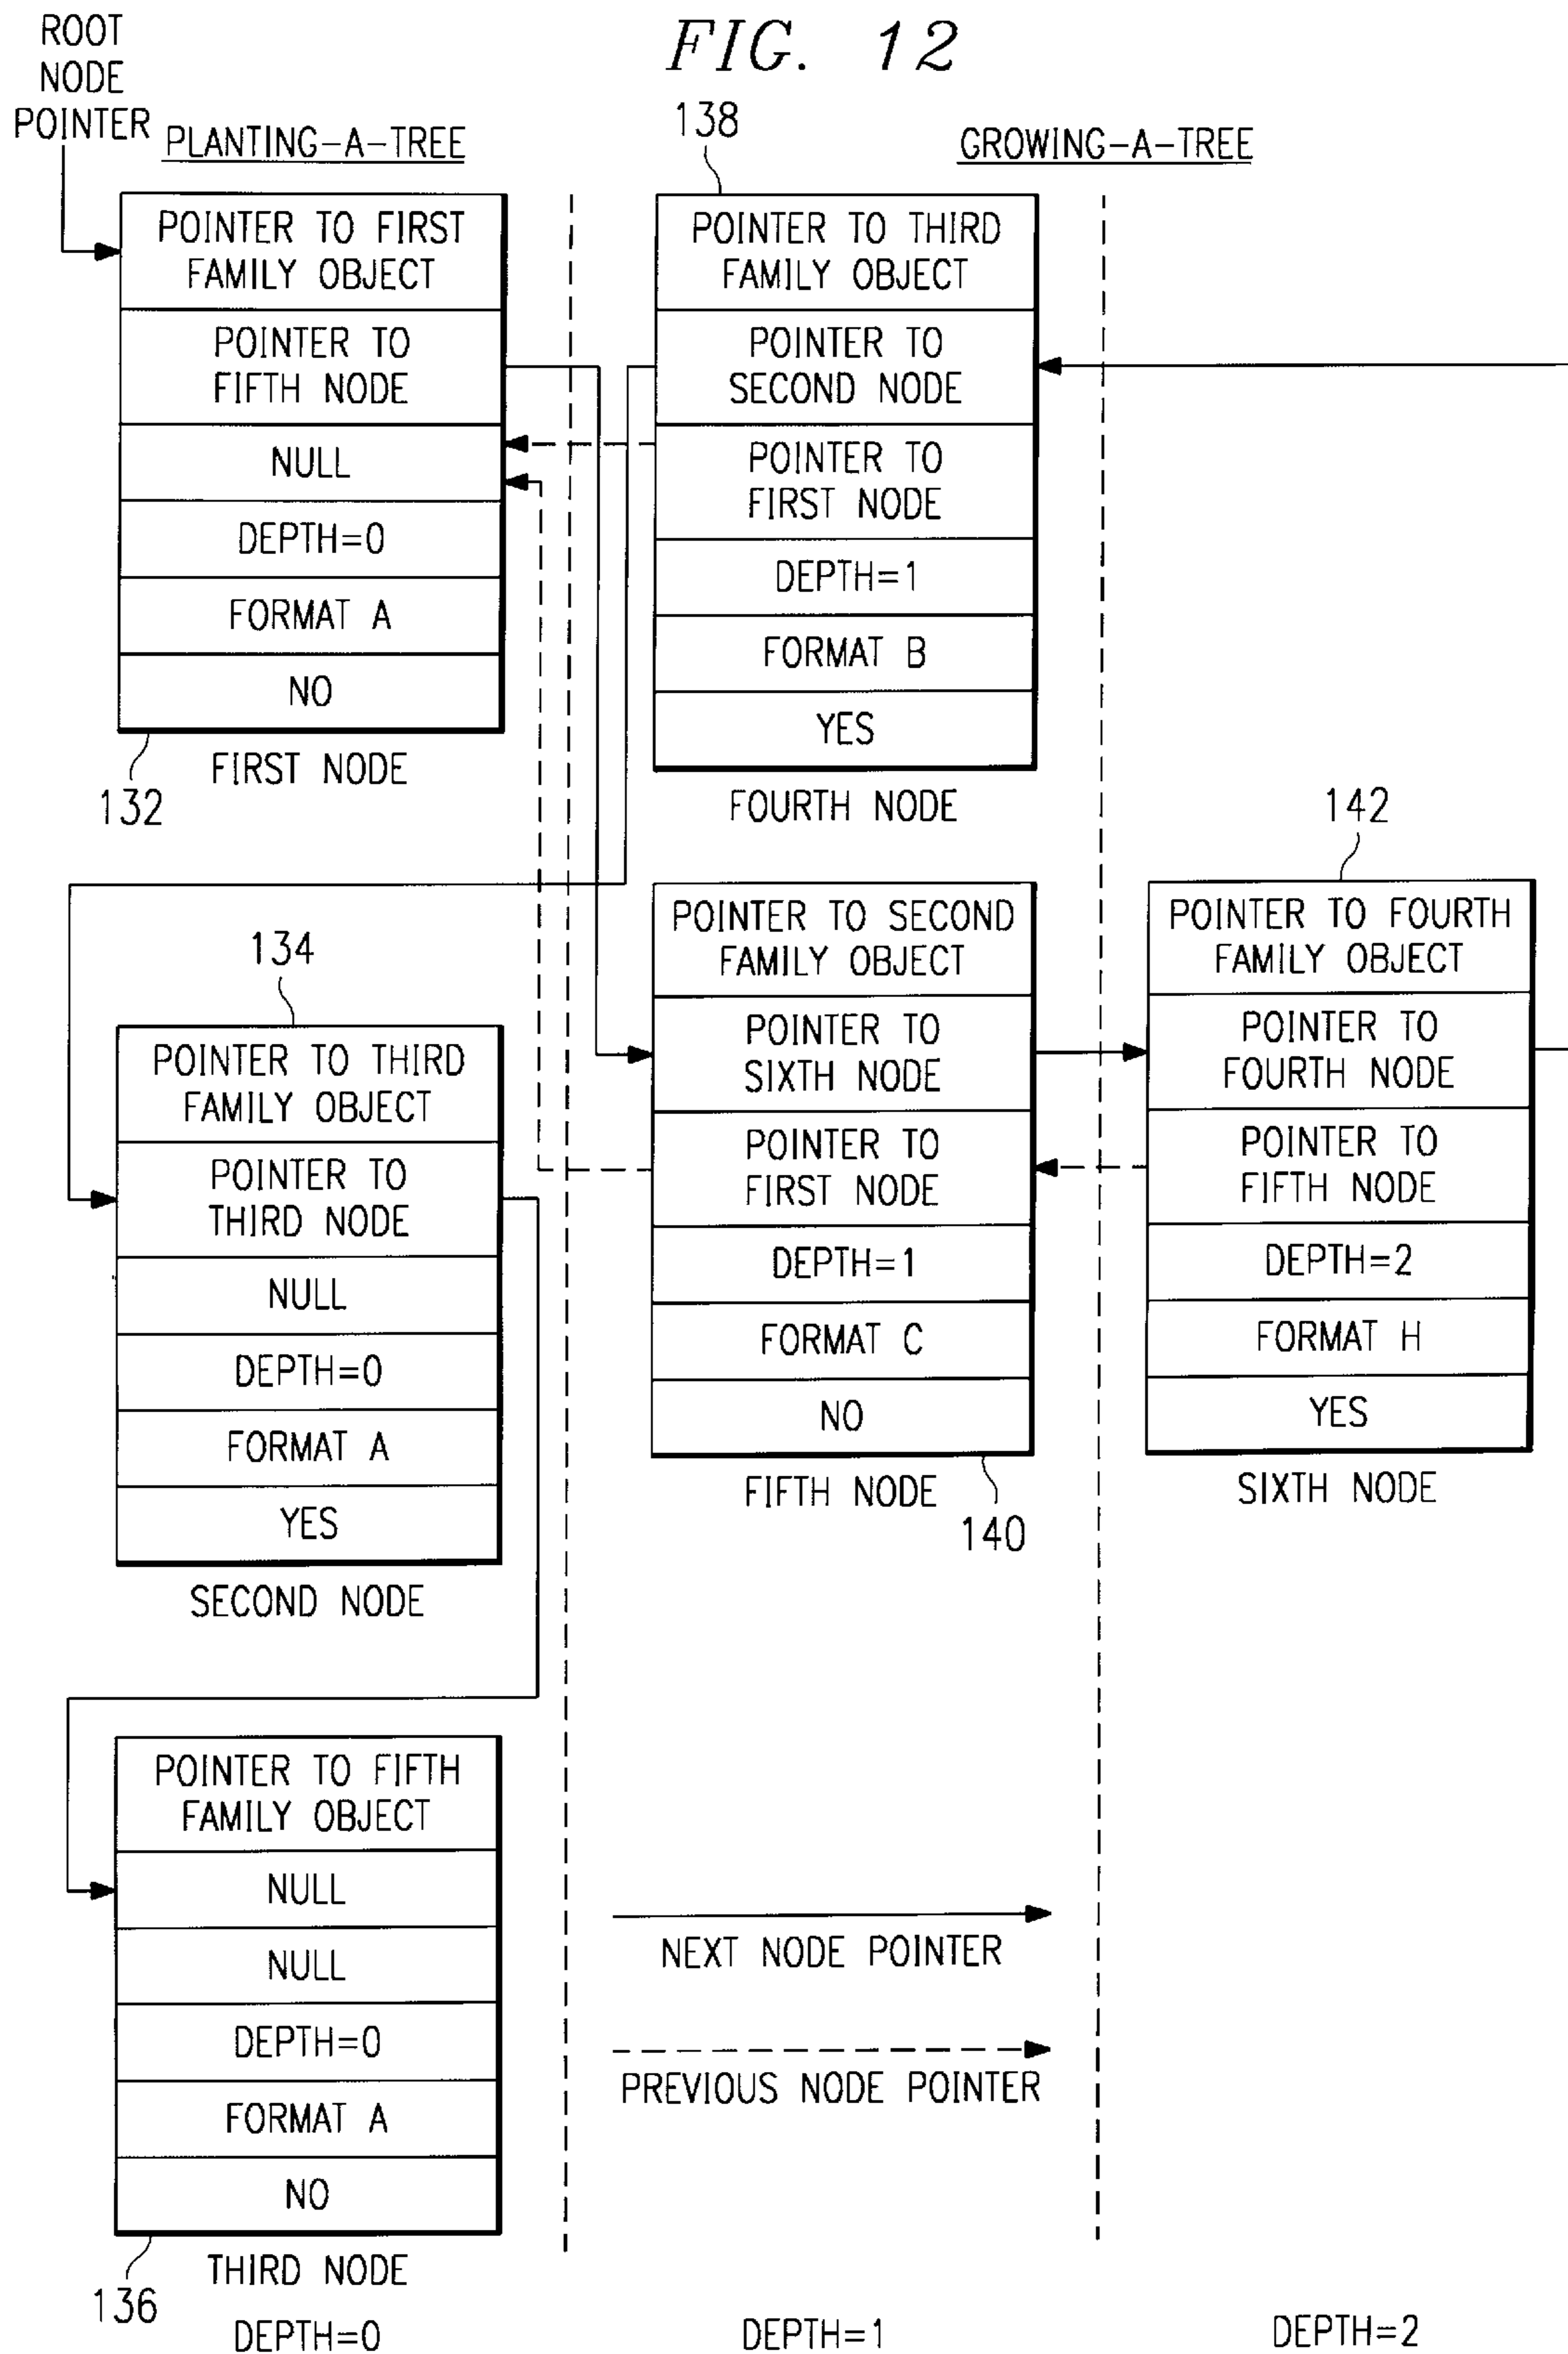 FIG. 12
ROOT
NODE
POINTER
PLANTING-A-TREE
POINTER TO FIRST
FAMILY OBJECT
POINTER TO
FIFTH NODE
NULL
DEPTH=0
FORMAT A
NO
FIRST NODE
132
134
POINTER TO THIRD
FAMILY OBJECT
POINTER TO
THIRD NODE
NULL
DEPTH=0
FORMAT A
YES
SECOND NODE
POINTER TO FIFTH
FAMILY OBJECT
NULL
NULL
DEPTH=0
FORMAT A
NO
THIRD NODE
136
DEPTH=0
GROWING-A-TREE
138
POINTER TO THIRD
FAMILY OBJECT
POINTER TO
SECOND NODE
POINTER TO
FIRST NODE
DEPTH=1
FORMAT B
YES
FOURTH NODE
POINTER TO SECOND
FAMILY OBJECT
POINTER TO
SIXTH NODE
POINTER TO
FIRST NODE
DEPTH=1
FORMAT C
NO
FIFTH NODE
140
NEXT NODE POINTER
PREVIOUS NODE POINTER
DEPTH=1
142
POINTER TO FOURTH
FAMILY OBJECT
POINTER TO
FOURTH NODE
POINTER TO
FIFTH NODE
DEPTH=2
FORMAT H
YES
SIXTH NODE
DEPTH=2